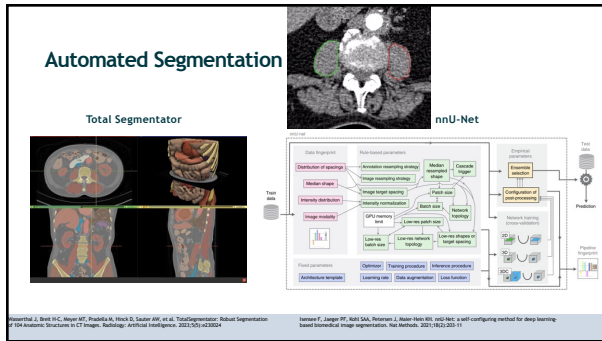 Automated Segmentation
Total Segmentator
nnU-Net
nnU-net
Data fingerprint
Distribution of spacings
Median shape
Intensity distribution
Image modality
Rule-based parameters
Annotation resampling strategy
Image resampling strategy
Image target spacing
Intensity normalization
Median
resampled
shape
Cascade
trigger
Patch size
Batch size
Network
topology
GPU memory
limit
Low-res patch size
Low-res
batch size
Low-res network
topology
Low-res shapes or
target spacing
Empirical
parameters
Ensemble
selection
Configuration of
post-processing
Network training
(cross-validation)
2D
3D
3DC
Train
data
Test
data
Prediction
Pipeline
fingerprint
Fixed parameters
Architecture template
Optimizer
Training procedure
Inference procedure
Learning rate
Data augmentation
Loss function
Wasserthal J, Breit H-C, Meyer MT, Pradella M, Hinck D, Sauter AW, et al. TotalSegmentator: Robust Segmentation
of 104 Anatomic Structures in CT Images. Radiology: Artificial Intelligence. 2023;5(5):e230024
Isensee F, Jaeger PF, Kohl SAA, Petersen J, Maier-Hein KH. nnU-Net: a self-configuring method for deep learning-
based biomedical image segmentation. Nat Methods. 2021;18(2):203-11